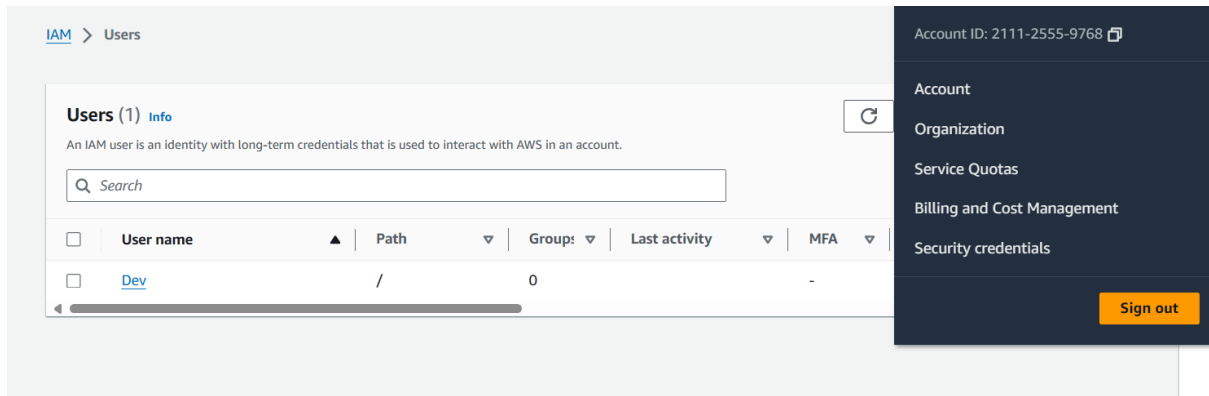 IAM > Users
Account ID: 2111-2555-9768
Account
Organization
Service Quotas
Billing and Cost Management
Security credentials
Sign out
Users (1) Info
An IAM user is an identity with long-term credentials that is used to interact with AWS in an account.
Search
User name Path Groups Last activity MFA
Dev / 0 -